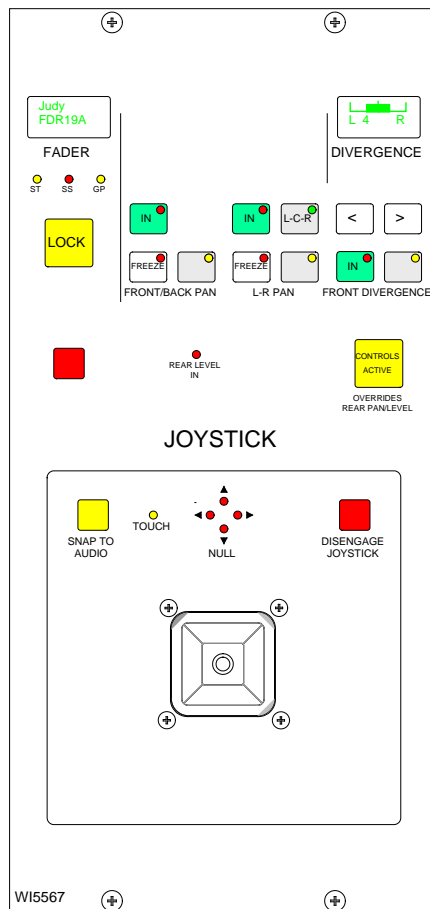 Judy
FDR19A
L 4 R
FADER
DIVERGENCE
ST SS GP
LOCK
IN
IN
L-C-R
< >
FREEZE
FREEZE
IN
FRONT/BACK PAN
L-R PAN
FRONT DIVERGENCE
REAR LEVEL
IN
CONTROLS
ACTIVE
OVERRIDES
REAR PAN/LEVEL
JOYSTICK
SNAP TO
AUDIO
TOUCH
NULL
DISENGAGE
JOYSTICK
WI5567